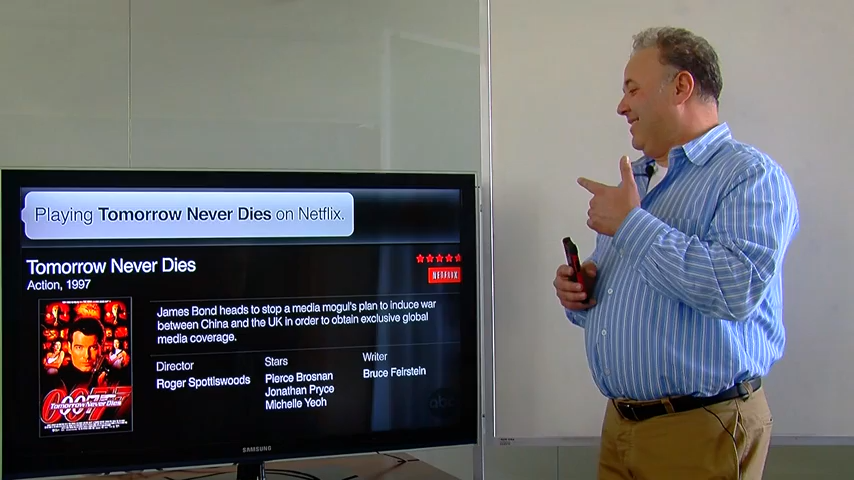 Playing Tomorrow Never Dies on Netflix.
Tomorrow Never Dies
Action, 1997
NETFLIX
James Bond heads to stop a media mogul's plan to induce war
between China and the UK in order to obtain exclusive global
media coverage.
Director
Roger Spottiswoods
Stars
Pierce Brosnan
Jonathan Pryce
Michelle Yeoh
Writer
Bruce Feirstein
007
Tomorrow Never Dies
abc
SAMSUNG